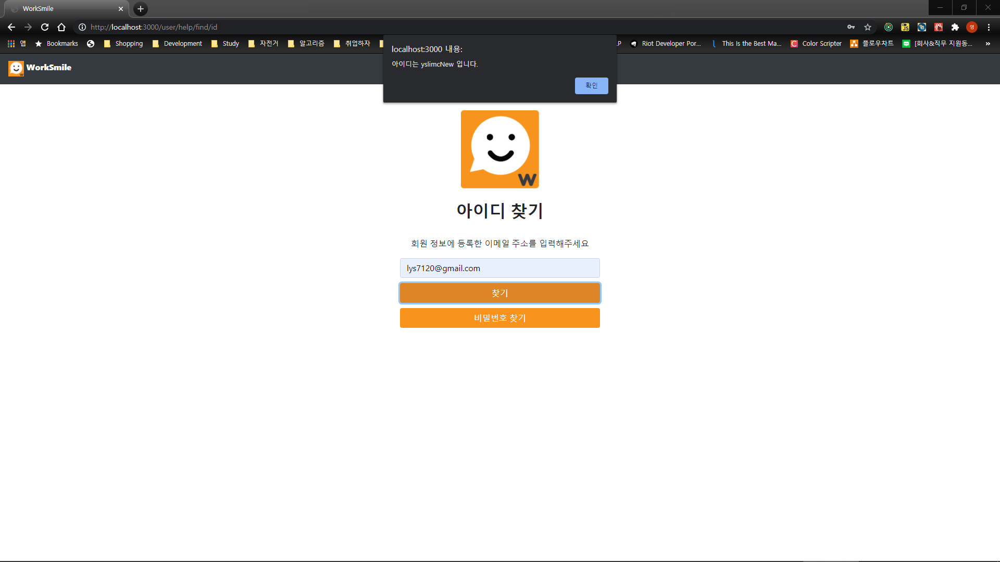 WorkSmile
http://localhost:3000/user/help/find/id
영
앱 Bookmarks Shopping Development Study 자전거 알고리즘 취업하자 Riot Developer Por... This Is the Best Ma... Color Scripter 플로우차트 [회사&직무 지원동... »
localhost:3000 내용:
아이디는 yslimcNew 입니다.
확인
WorkSmile
W
아이디 찾기
회원 정보에 등록한 이메일 주소를 입력해주세요
lys7120@gmail.com
찾기
비밀번호 찾기